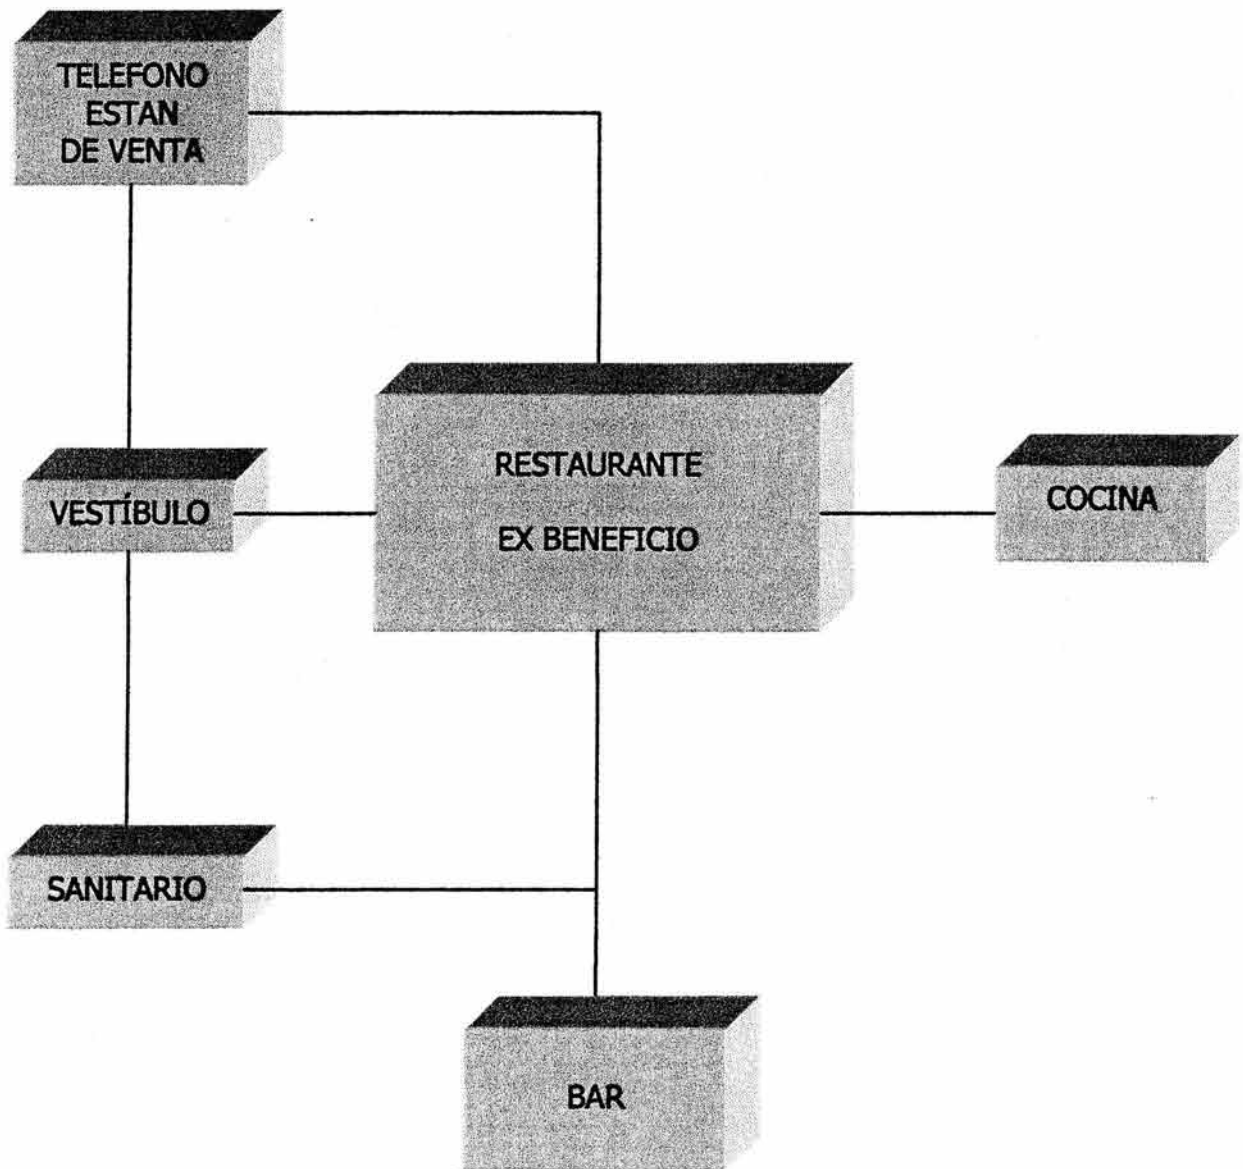 TELEFONO
ESTAN
DE VENTA
RESTAURANTE
EX BENEFICIO
VESTÍBULO
COCINA
SANITARIO
BAR